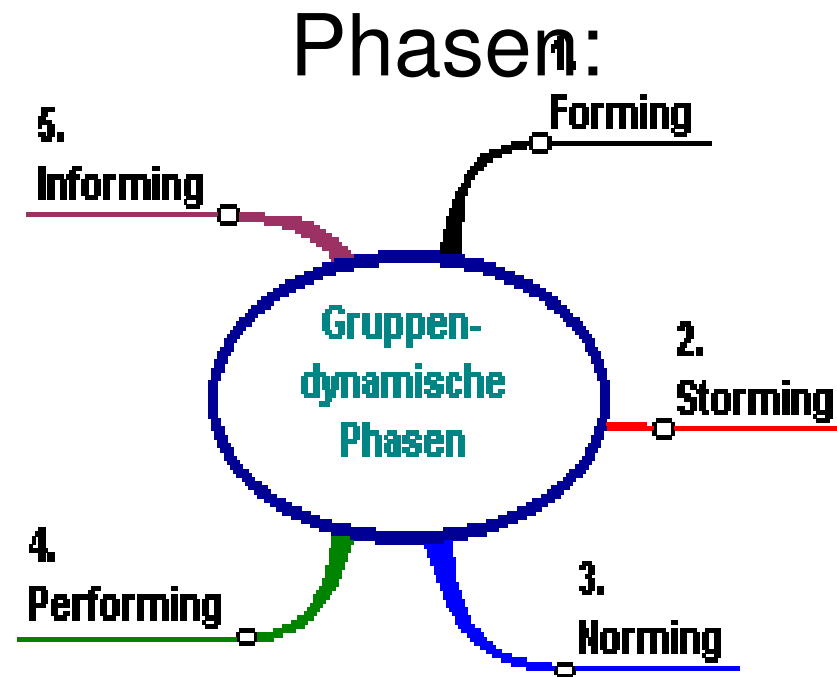 Phasen:
1.
Forming
2.
Storming
3.
Norming
4.
Performing
5.
Informing
Gruppen-
dynamische
Phasen